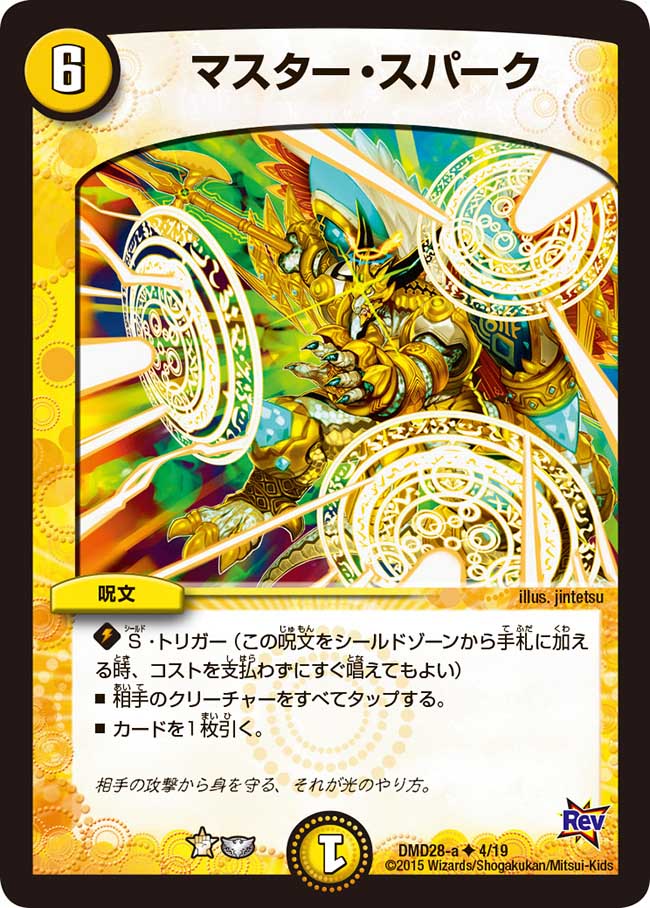 6
マスター・スパーク
呪文
illus. jintetsu
S・トリガー(この呪文をシールドゾーンから手札に加え
る時、コストを支払わずにすぐ唱えてもよい)
■ 相手のクリーチャーをすべてタップする。
■ カードを1枚引く。
相手の攻撃から身を守る、それが光のやり方。
1
Rev
DMD28-a ◆ 4/19
©2015 Wizards/Shogakukan/Mitsui-Kids